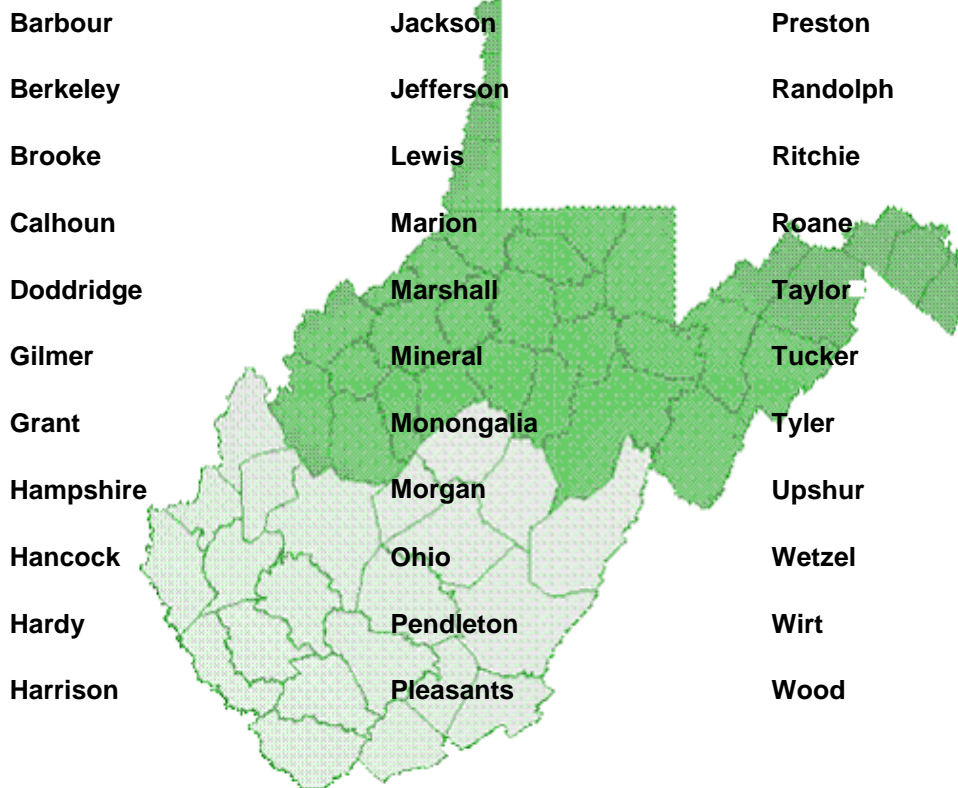 Barbour Jackson Preston
Berkeley Jefferson Randolph
Brooke Lewis Ritchie
Calhoun Marion Roane
Doddridge Marshall Taylor
Gilmer Mineral Tucker
Grant Monongalia Tyler
Hampshire Morgan Upshur
Hancock Ohio Wetzel
Hardy Pendleton Wirt
Harrison Pleasants Wood